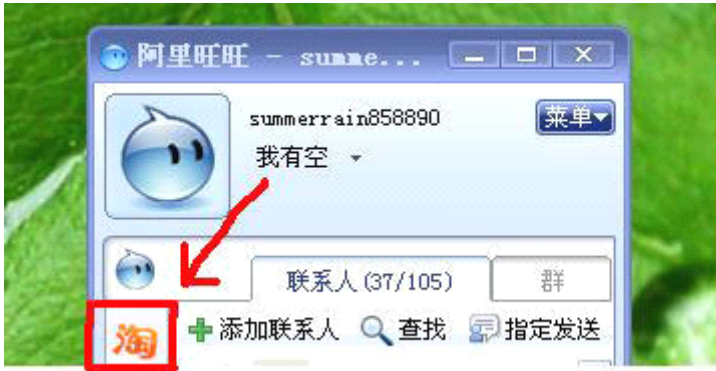 阿里旺旺 - summe...
summerrain858890
菜单
我有空
联系人(37/105)
群
淘
添加联系人 查找 指定发送